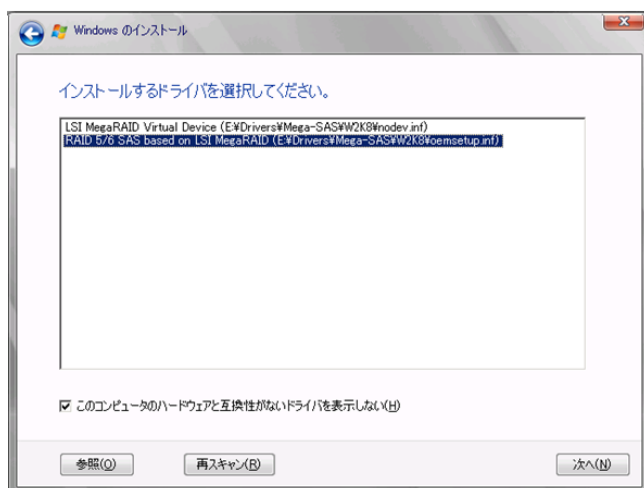 Windows のインストール
インストールするドライバを選択してください。
LSI MegaRAID Virtual Device (E:¥Drivers¥Mega-SAS¥W2K8¥nodev.inf)
RAID 5/6 SAS based on LSI MegaRAID (E:¥Drivers¥Mega-SAS¥W2K8¥oemsetup.inf)
このコンピュータのハードウェアと互換性がないドライバを表示しない(H)
参照(O) 再スキャン(R) 次へ(N)